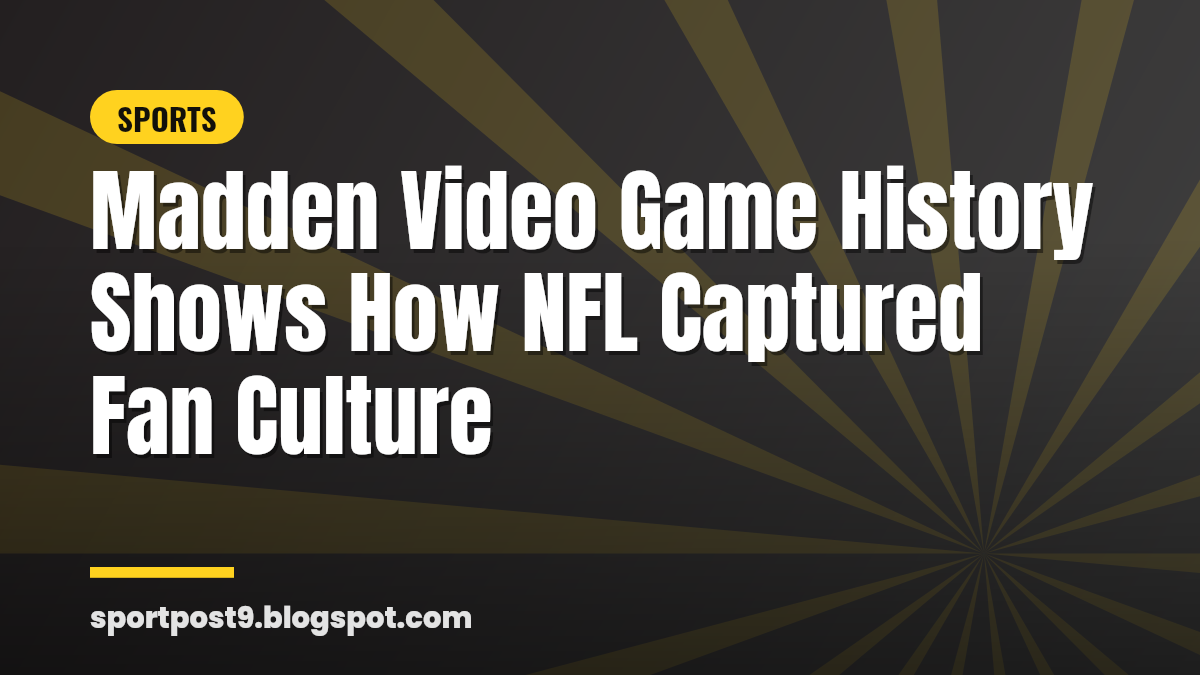 SPORTS
Madden Video Game History
Shows How NFL Captured
Fan Culture
sportpost9.blogspot.com